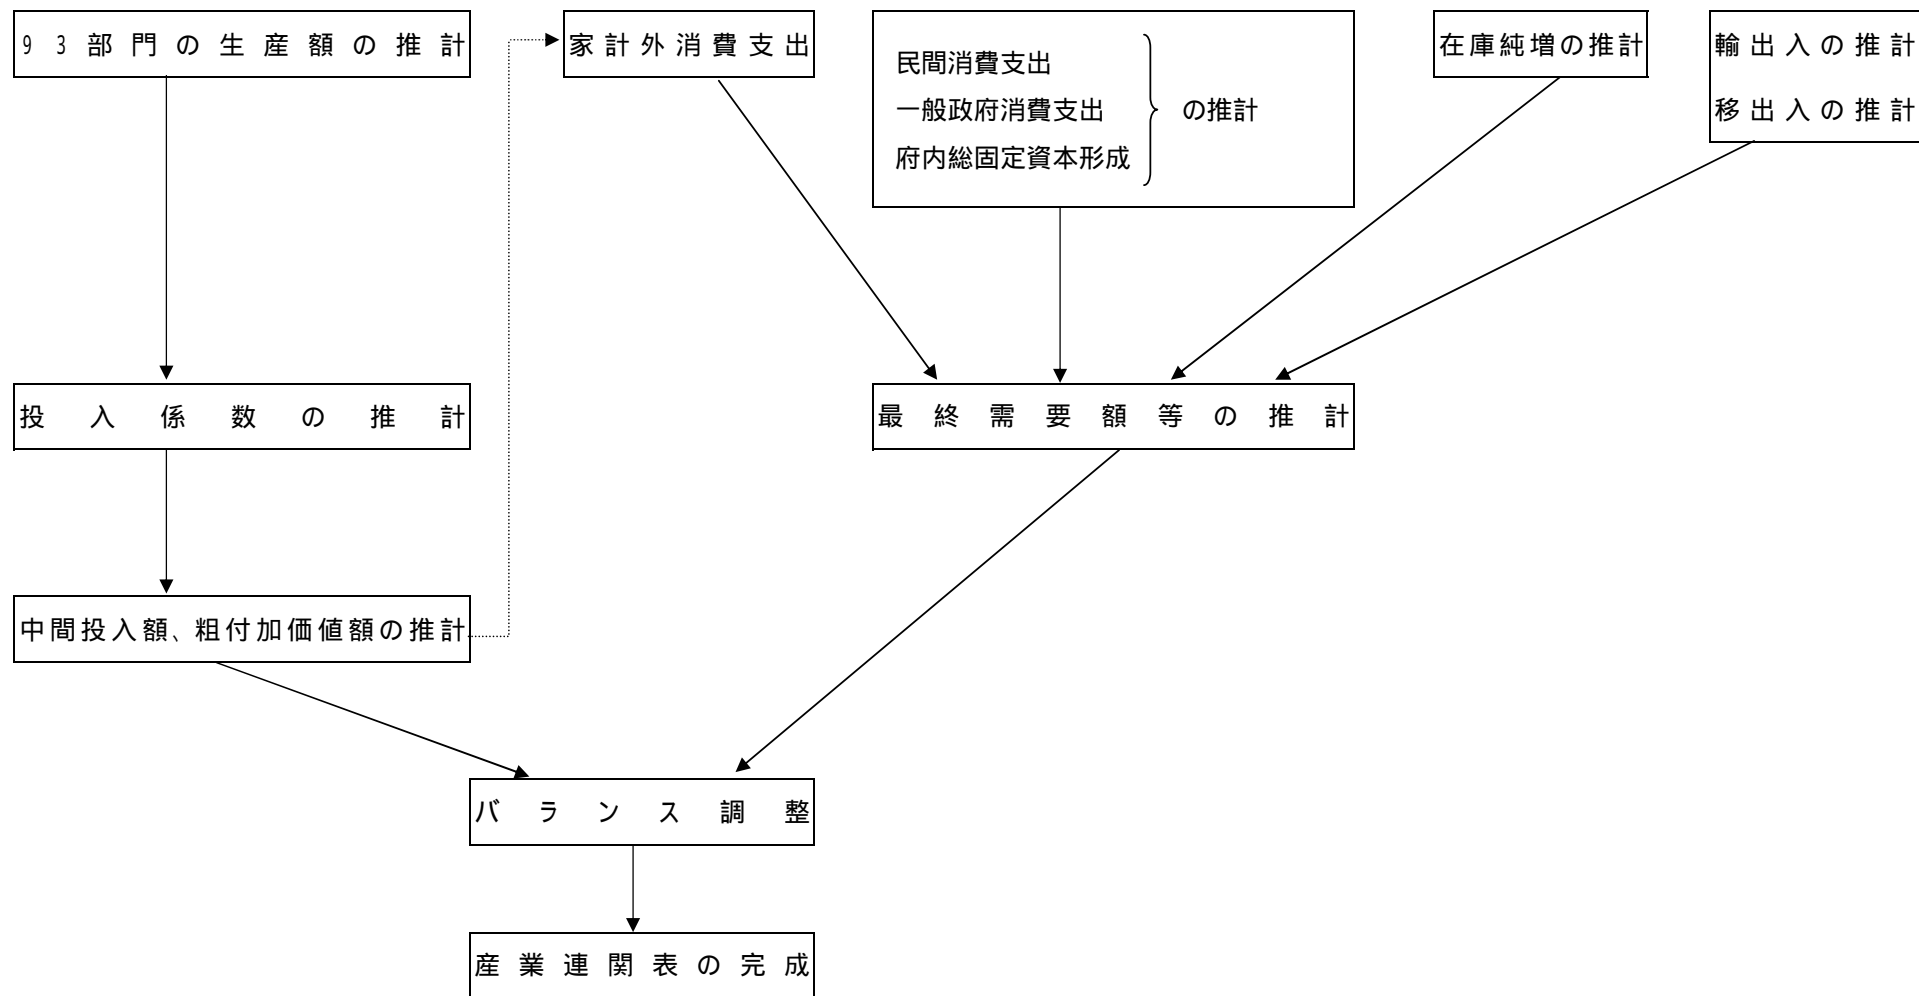 93部門の生産額の推計
家計外消費支出
民間消費支出
一般政府消費支出
府内総固定資本形成
の推計
在庫純増の推計
輸出入の推計
移出入の推計
投入係数の推計
最終需要額等の推計
中間投入額、粗付加価値額の推計
バランス調整
産業連関表の完成